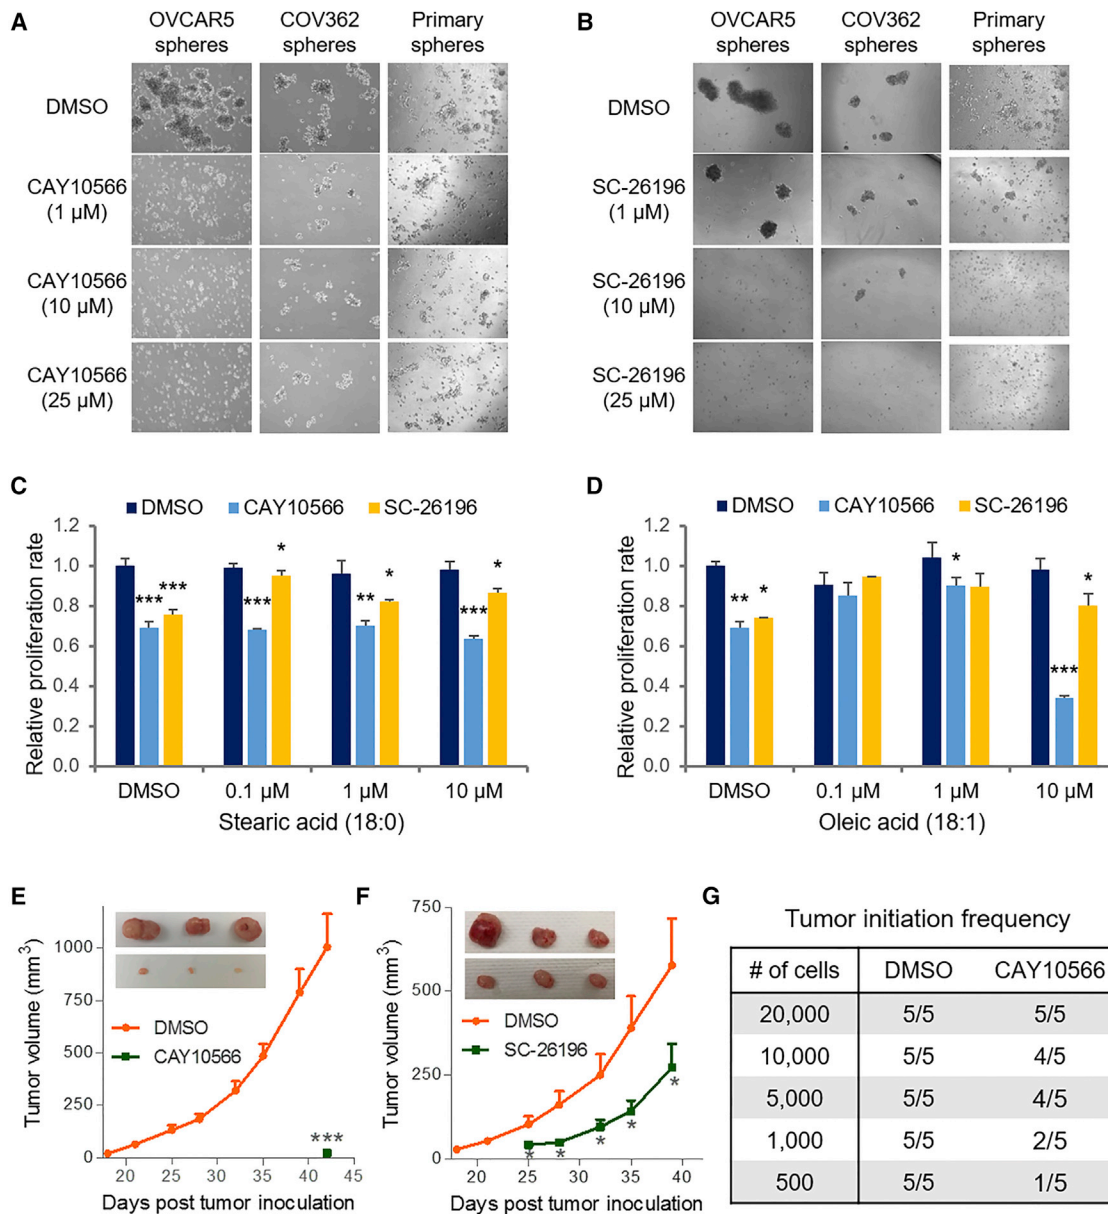 A
OVCAR5 spheres
COV362 spheres
Primary spheres
DMSO
CAY10566
(1 µM)
CAY10566
(10 µM)
CAY10566
(25 µM)
B
OVCAR5 spheres
COV362 spheres
Primary spheres
DMSO
SC-26196
(1 µM)
SC-26196
(10 µM)
SC-26196
(25 µM)
C
DMSO CAY10566 SC-26196
Relative proliferation rate
1.2
1.0
0.8
0.6
0.4
0.2
0.0
*** ***
*** *
** *
*** *
DMSO 0.1 µM 1 µM 10 µM
Stearic acid (18:0)
D
DMSO CAY10566 SC-26196
Relative proliferation rate
1.2
1.0
0.8
0.6
0.4
0.2
0.0
** *
*
*** *
DMSO 0.1 µM 1 µM 10 µM
Oleic acid (18:1)
E
Tumor volume (mm³)
1000
750
500
250
0
DMSO
CAY10566
***
20 25 30 35 40 45
Days post tumor inoculation
F
Tumor volume (mm³)
750
500
250
0
DMSO
SC-26196
* * * * *
20 25 30 35 40
Days post tumor inoculation
G
Tumor initiation frequency
# of cells DMSO CAY10566
20,000 5/5 5/5
10,000 5/5 4/5
5,000 5/5 4/5
1,000 5/5 2/5
500 5/5 1/5